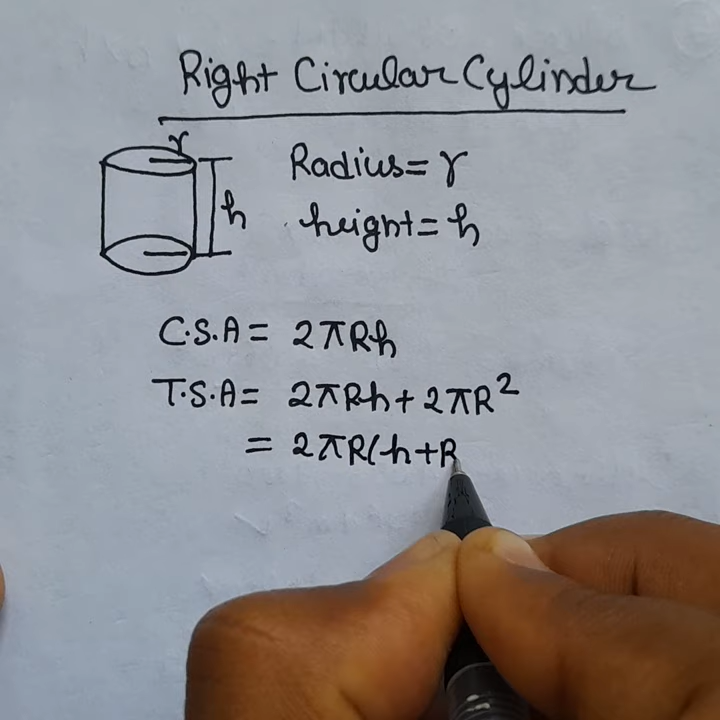 Right Circular Cylinder
r
h
Radius = r
height = h
C.S.A = 2πRh
T.S.A = 2πRh + 2πR²
= 2πR(h+R